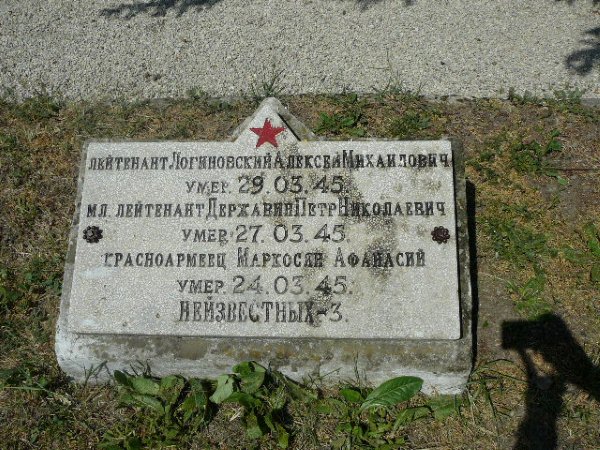 ЛЕЙТЕНАНТ ЛОГИНОВСКИЙ АЛЕКСЕЙ МИХАЙЛОВИЧ
УМЕР 29.03.45.
МЛ. ЛЕЙТЕНАНТ ДЕРЖАВИН ПЕТР НИКОЛАЕВИЧ
УМЕР 27.03.45.
КРАСНОАРМЕЕЦ МАРКОСЯН АФАНАСИЙ
УМЕР 24.03.45.
НЕИЗВЕСТНЫХ-3.